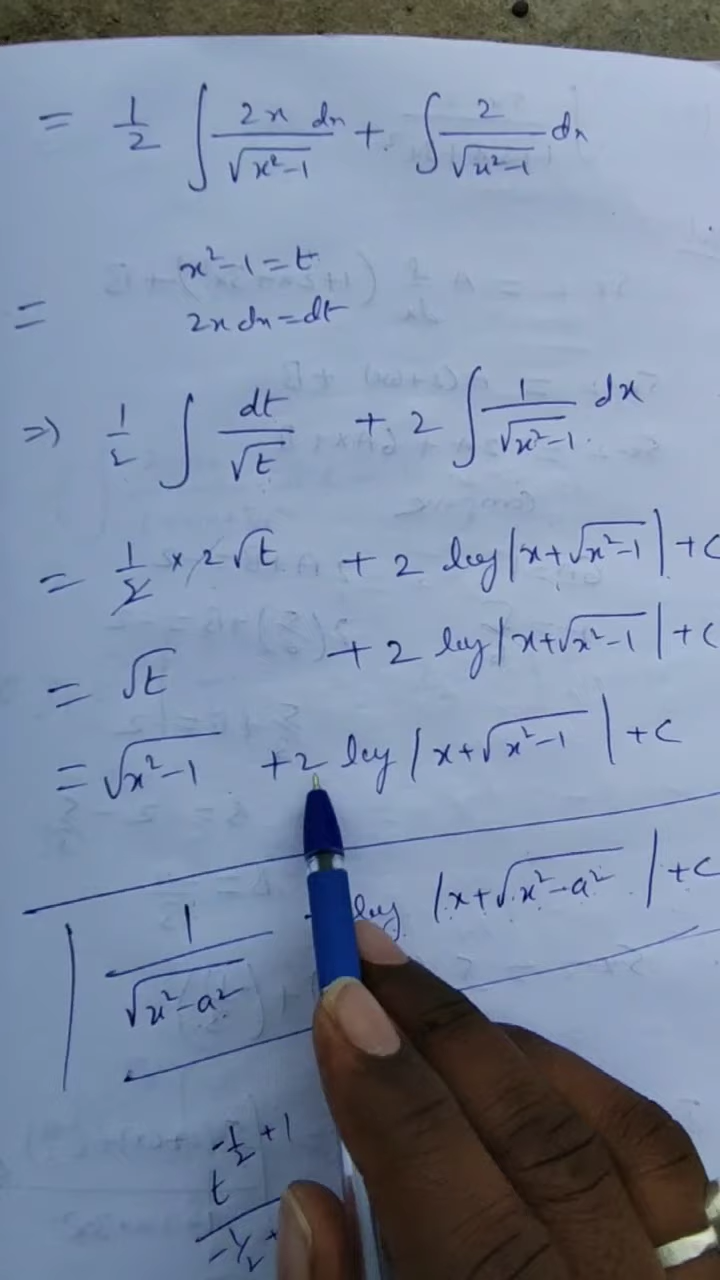 = 1/2 ∫ 2x dx/√(x²-1) + ∫ 2/√(x²-1) dx
x²-1=t
= 2x dx = dt
=> 1/2 ∫ dt/√t + 2 ∫ 1/√(x²-1) dx
= 1/2 × 2√t + 2 log|x+√(x²-1)| + C
= √t + 2 log|x+√(x²-1)| + C
= √(x²-1) + 2 log|x+√(x²-1)| + C
1/√(x²-a²) log |x+√(x²-a²)| + C
t^(-1/2+1)
-1/2 +